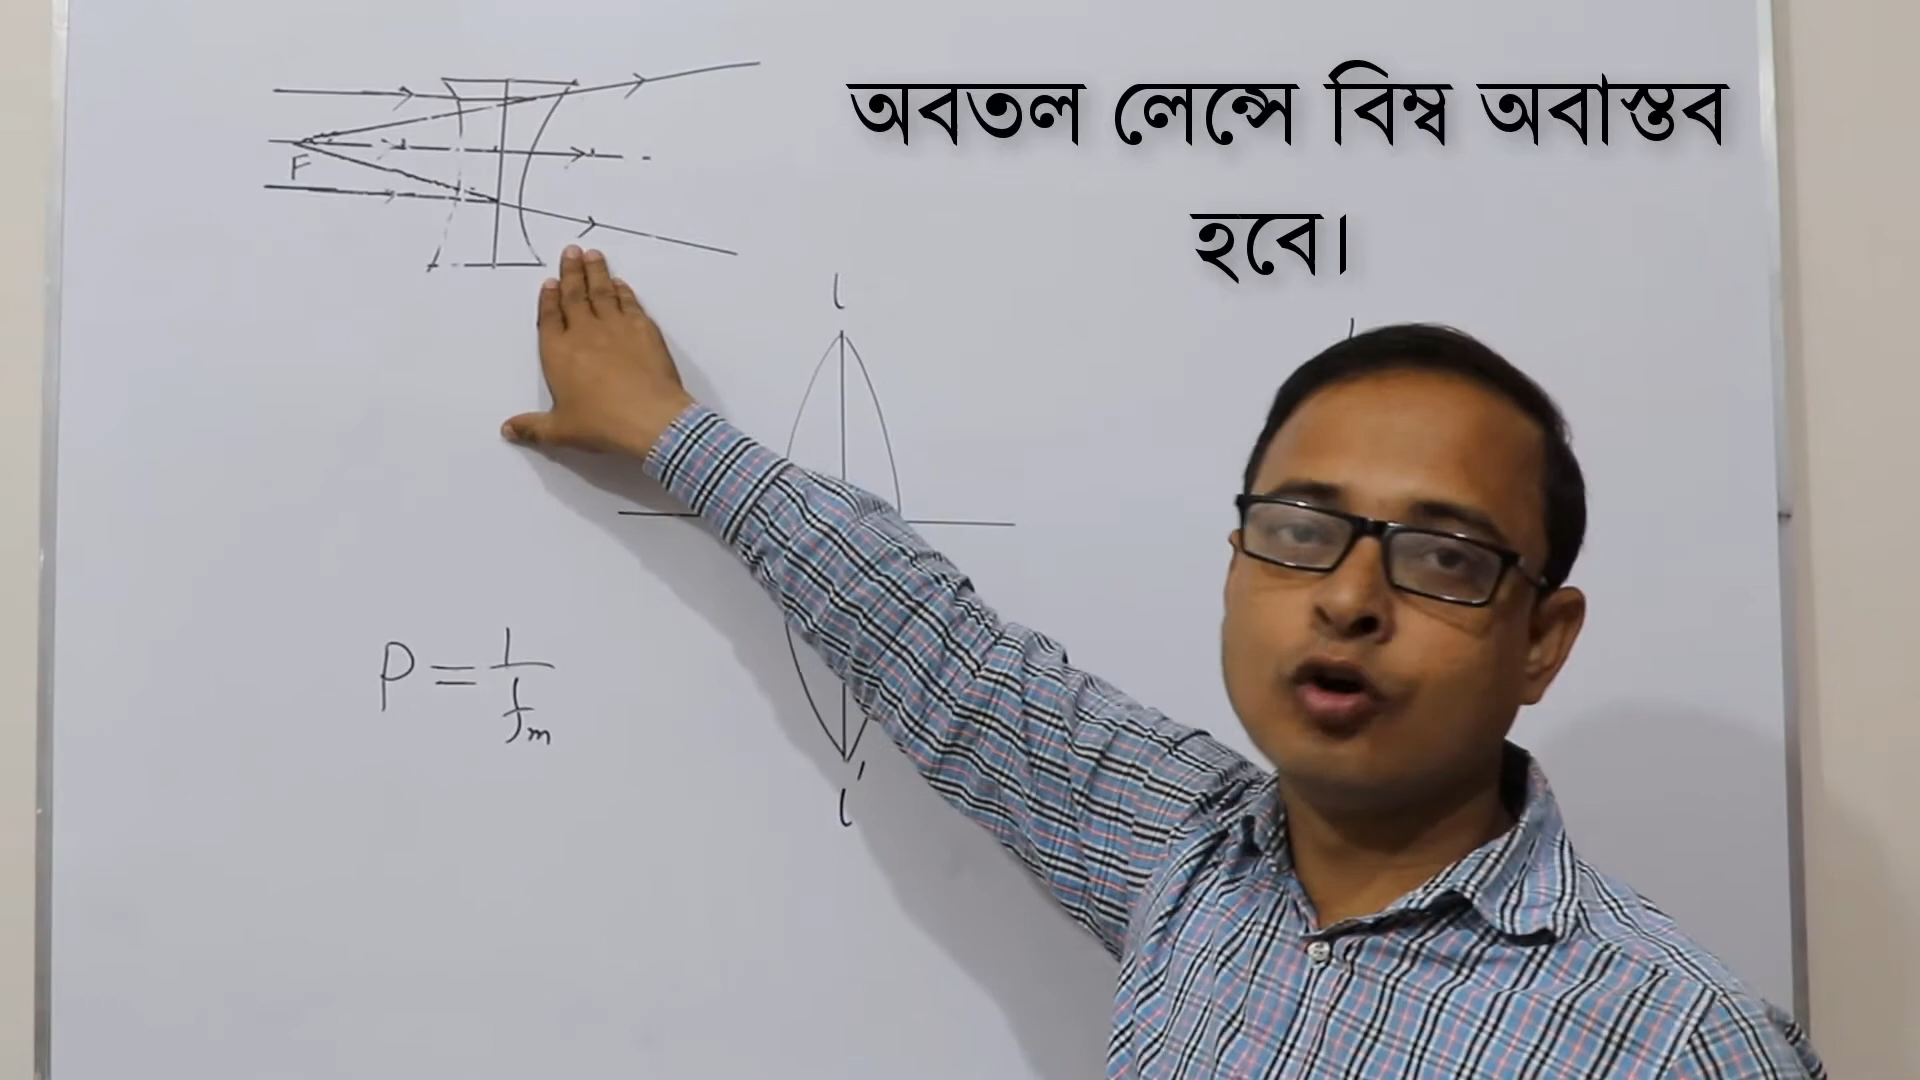 অবতল লেন্সে বিম্ব অবাস্তব
হবে।
F
L
P = 1/fm
L'